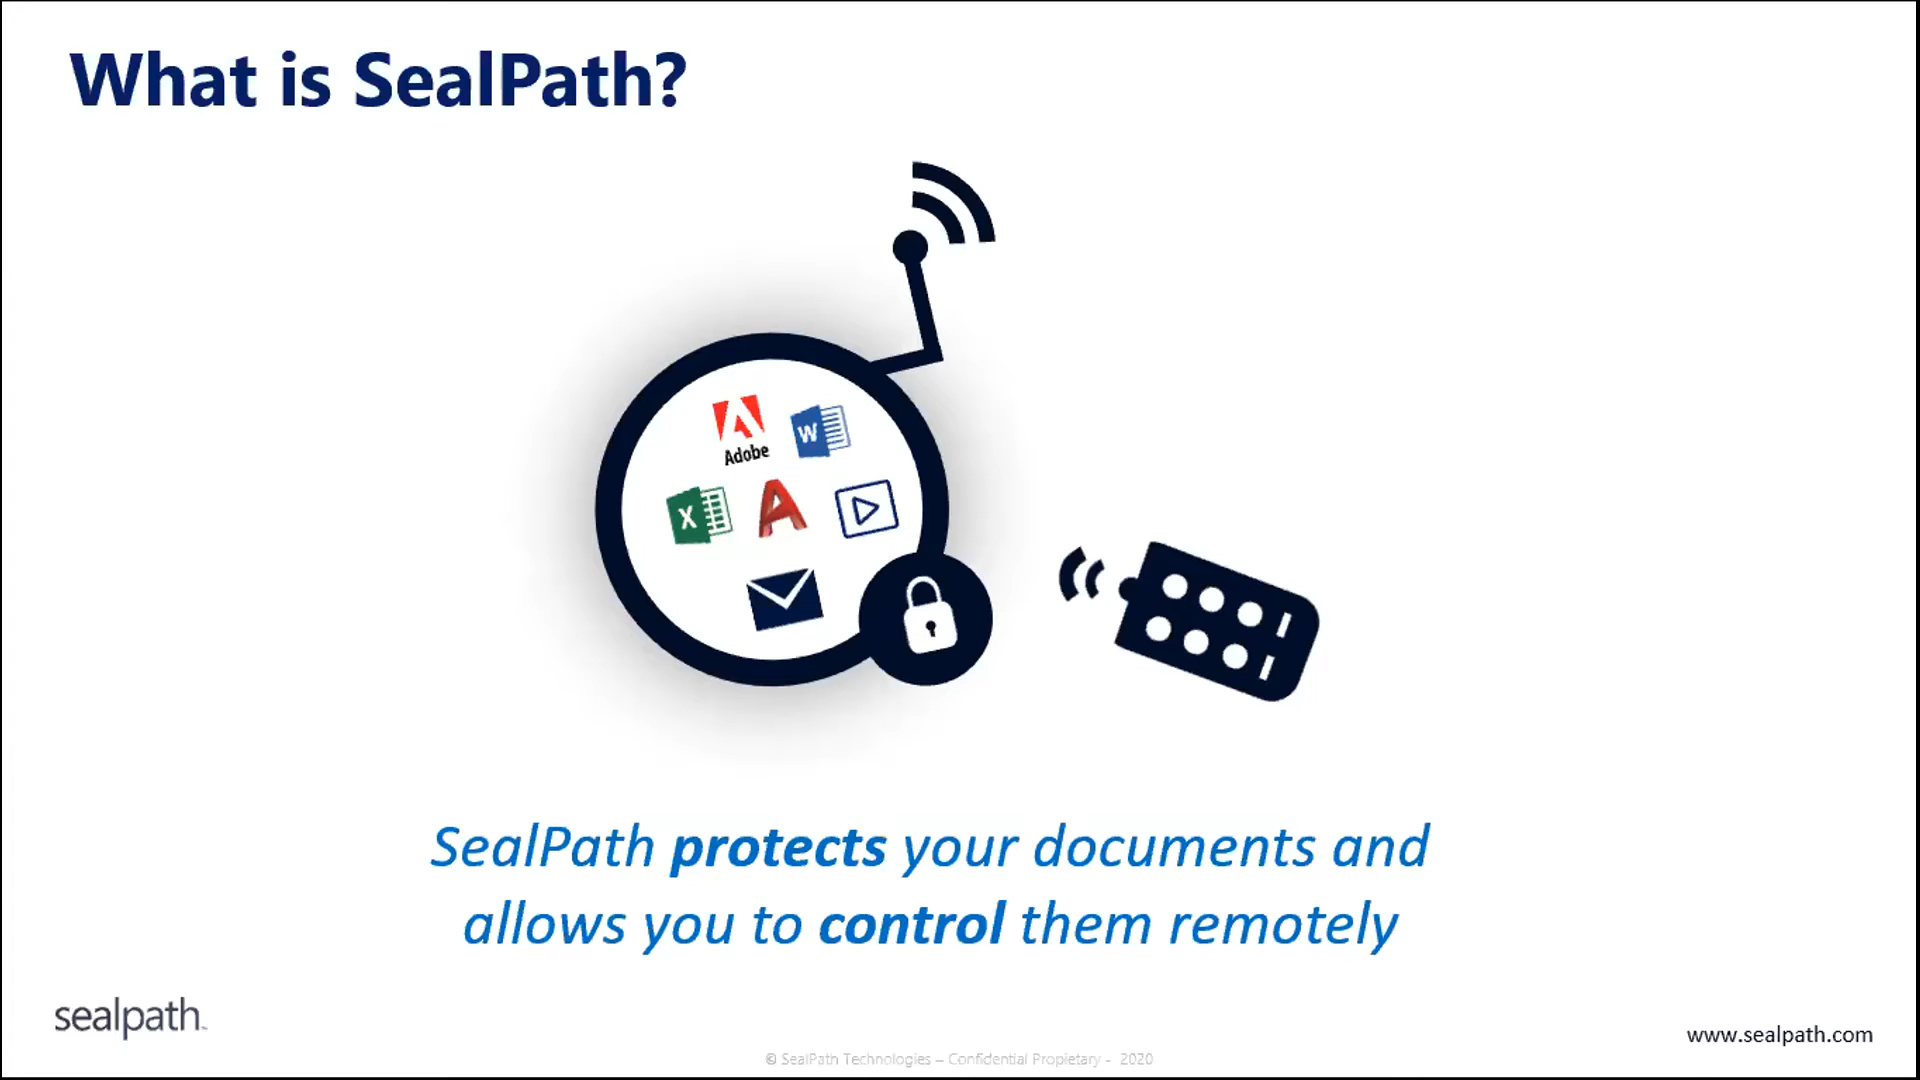 What is SealPath?
Adobe
W
X
SealPath protects your documents and
allows you to control them remotely
sealpath™
www.sealpath.com
© SealPath Technologies – Confidential Propietary - 2020